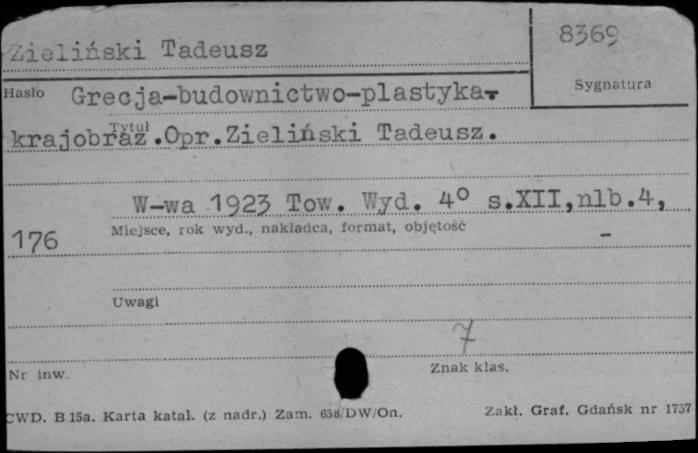 8369
Zieliński Tadeusz
Sygnatura
Hasło Grecja-budownictwo-plastyka-
Tytuł
krajobraz.Opr.Zieliński Tadeusz.
W-wa 1923 Tow. Wyd. 4° s.XII,nlb.4,
176 Miejsce, rok wyd., nakładca, format, objętość -
Uwagi
7
Nr inw. Znak klas.
CWD. B 15a. Karta katal. (z nadr.) Zam. 658/DW/On. Zakł. Graf. Gdańsk nr 1757